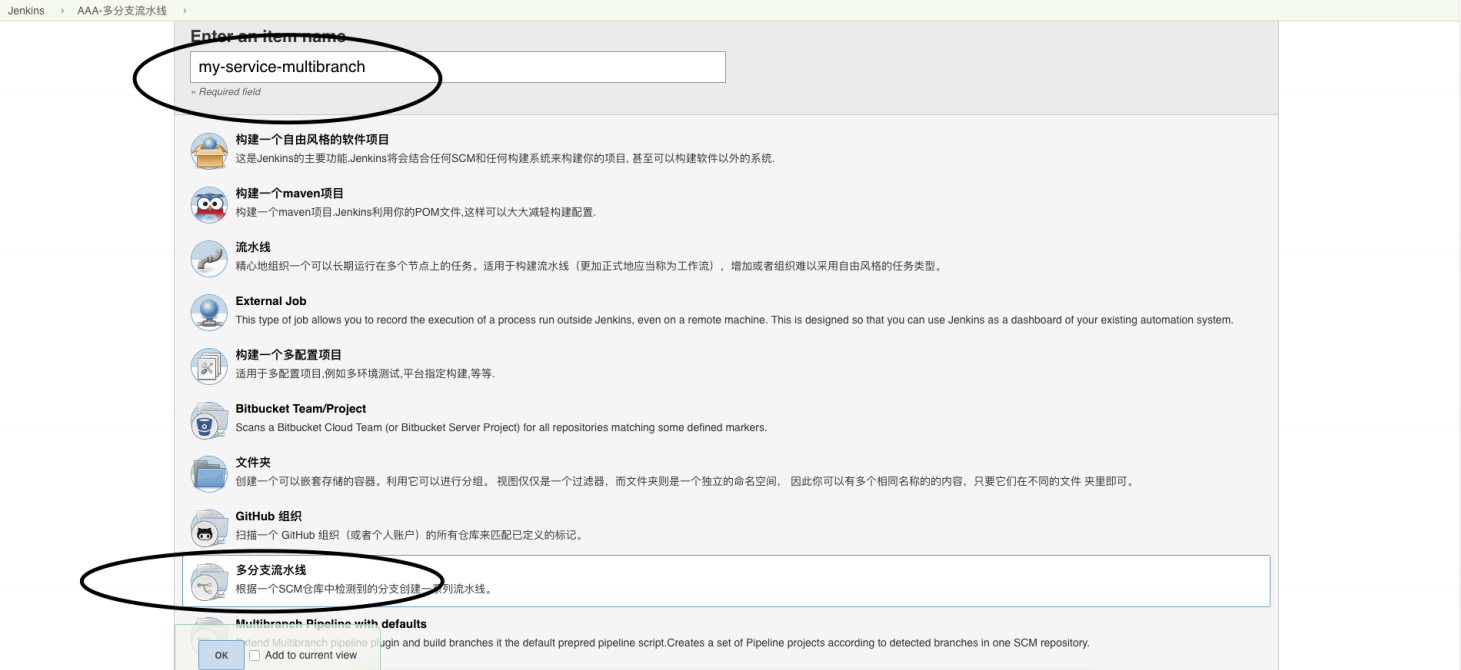 Jenkins › AAA-多分支流水线 ›
Enter an item name
my-service-multibranch
» Required field
构建一个自由风格的软件项目
这是Jenkins的主要功能.Jenkins将会结合任何SCM和任何构建系统来构建你的项目, 甚至可以构建软件以外的系统.
构建一个maven项目
构建一个maven项目.Jenkins利用你的POM文件,这样可以大大减轻构建配置.
流水线
精心地组织一个可以长期运行在多个节点上的任务。适用于构建流水线（更加正式地应当称为工作流），增加或者组织难以采用自由风格的任务类型。
External Job
This type of job allows you to record the execution of a process run outside Jenkins, even on a remote machine. This is designed so that you can use Jenkins as a dashboard of your existing automation system.
构建一个多配置项目
适用于多配置项目,例如多环境测试,平台指定构建,等等.
Bitbucket Team/Project
Scans a Bitbucket Cloud Team (or Bitbucket Server Project) for all repositories matching some defined markers.
文件夹
创建一个可以嵌套存储的容器。利用它可以进行分组。 视图仅仅是一个过滤器，而文件夹则是一个独立的命名空间， 因此你可以有多个相同名称的的内容，只要它们在不同的文件 夹里即可。
GitHub 组织
扫描一个 GitHub 组织（或者个人账户）的所有仓库来匹配已定义的标记。
多分支流水线
根据一个SCM仓库中检测到的分支创建一系列流水线。
Multibranch Pipeline with defaults
Extend Multibranch pipeline plugin and build branches it the default prepred pipeline script.Creates a set of Pipeline projects according to detected branches in one SCM repository.
OK Add to current view